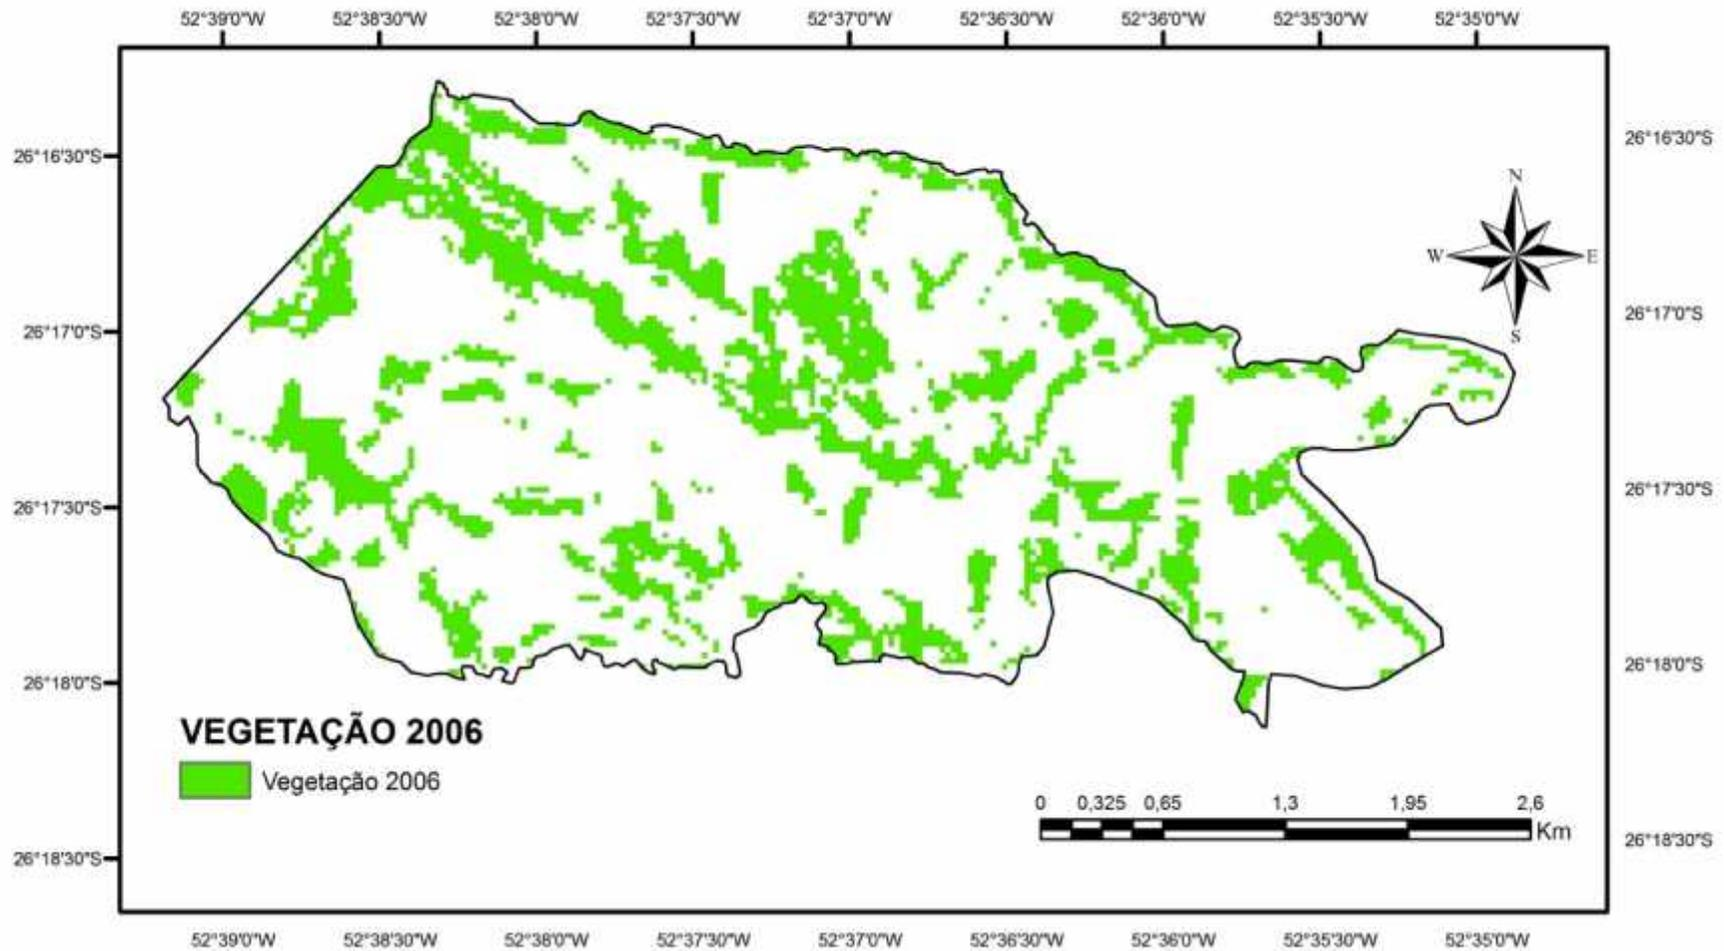 52°39'0"W 52°38'30"W 52°38'0"W 52°37'30"W 52°37'0"W 52°36'30"W 52°36'0"W 52°35'30"W 52°35'0"W
26°16'30"S 26°16'30"S
N
W E
S
26°17'0"S 26°17'0"S
26°17'30"S 26°17'30"S
26°18'0"S 26°18'0"S
VEGETAÇÃO 2006
Vegetação 2006
0 0,325 0,65 1,3 1,95 2,6
Km
26°18'30"S 26°18'30"S
52°39'0"W 52°38'30"W 52°38'0"W 52°37'30"W 52°37'0"W 52°36'30"W 52°36'0"W 52°35'30"W 52°35'0"W